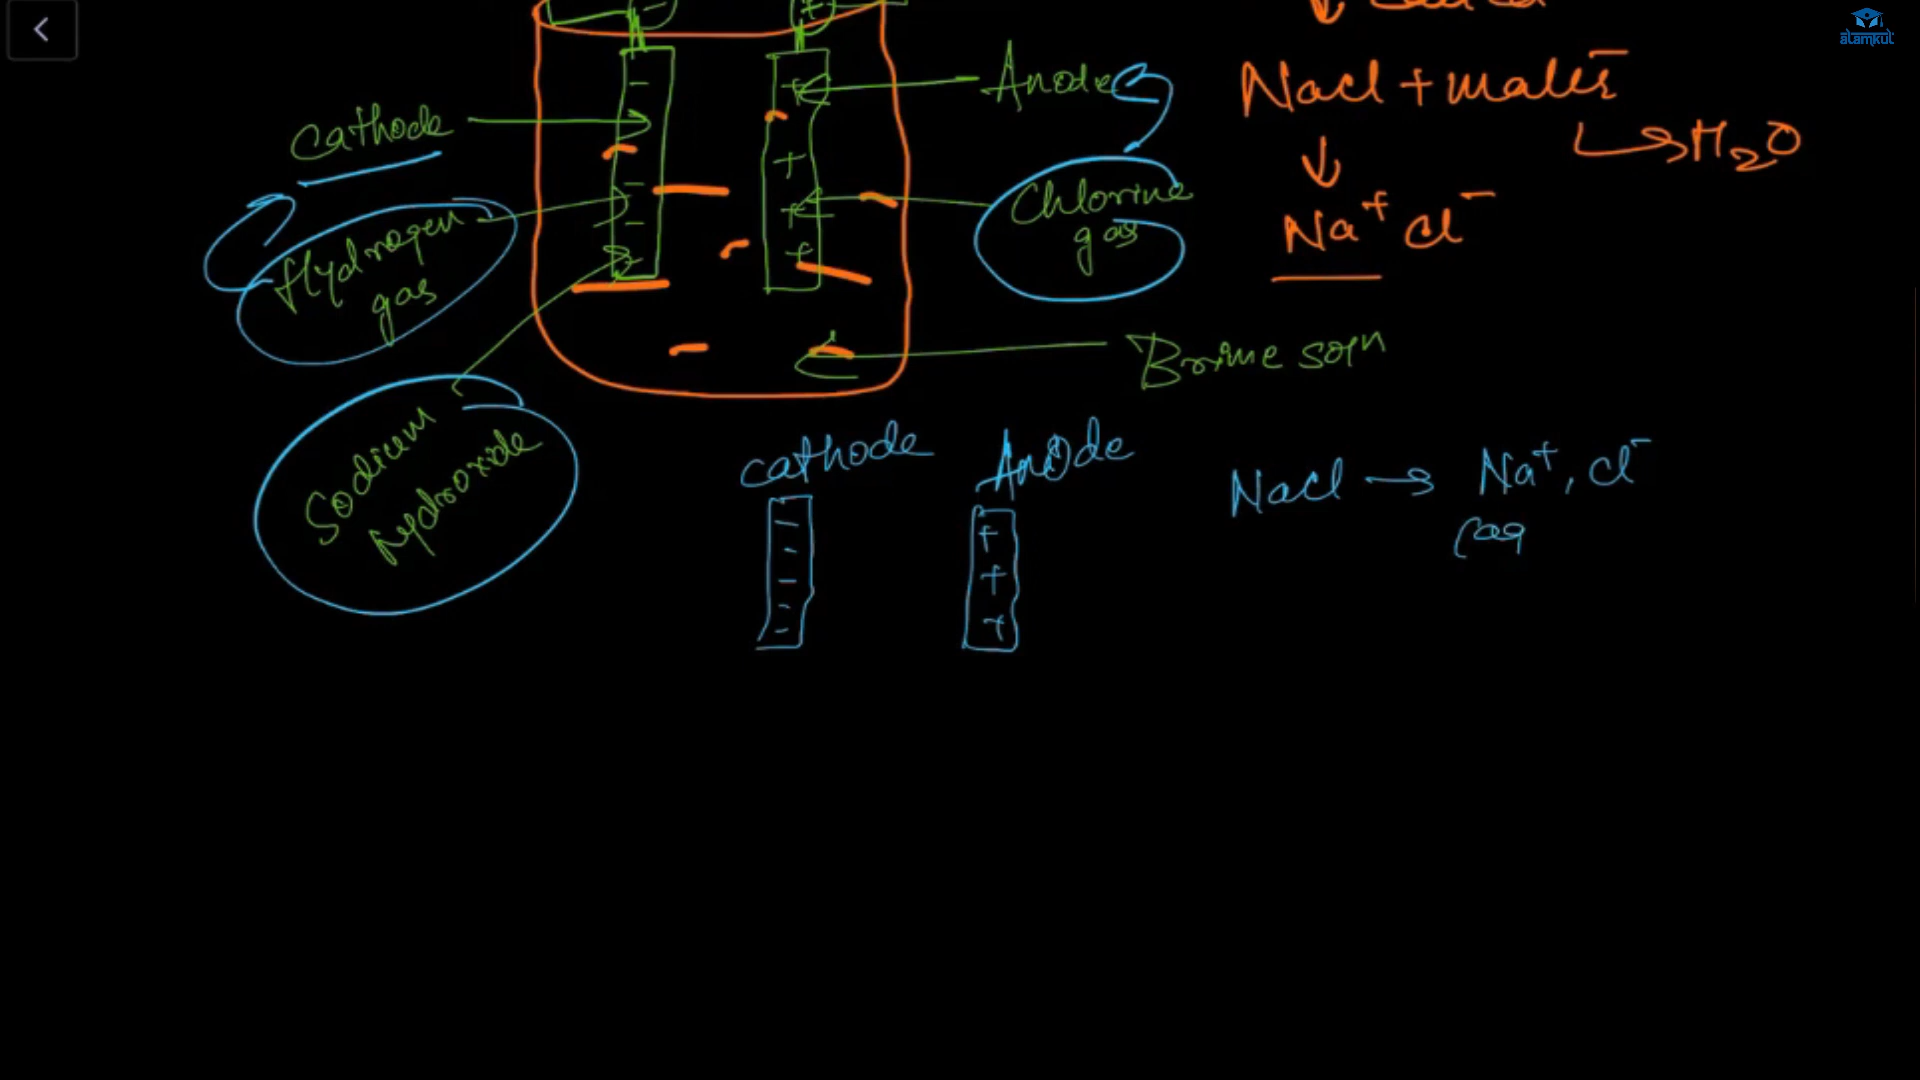 Anode
NaCl + water
H2O
Cathode
Chlorine
gas
Na+ Cl-
Hydrogen
gas
Brine soln
Sodium
hydroxide
cathode
Anode
NaCl → Na+, Cl-
(aq
alamkul